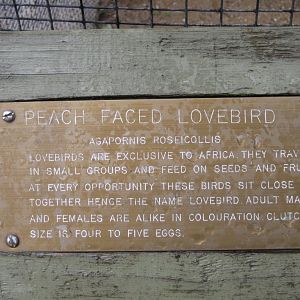 PEACH FACED LOVEBIRD
AGAPORNIS ROSEICOLLIS
LOVEBIRDS ARE EXCLUSIVE TO AFRICA. THEY TRAV
IN SMALL GROUPS AND FEED ON SEEDS AND FRU
AT EVERY OPPORTUNITY THESE BIRDS SIT CLOSE
TOGETHER HENCE THE NAME LOVEBIRD. ADULT MA
AND FEMALES ARE ALIKE IN COLOURATION. CLUTC
SIZE IS FOUR TO FIVE EGGS.